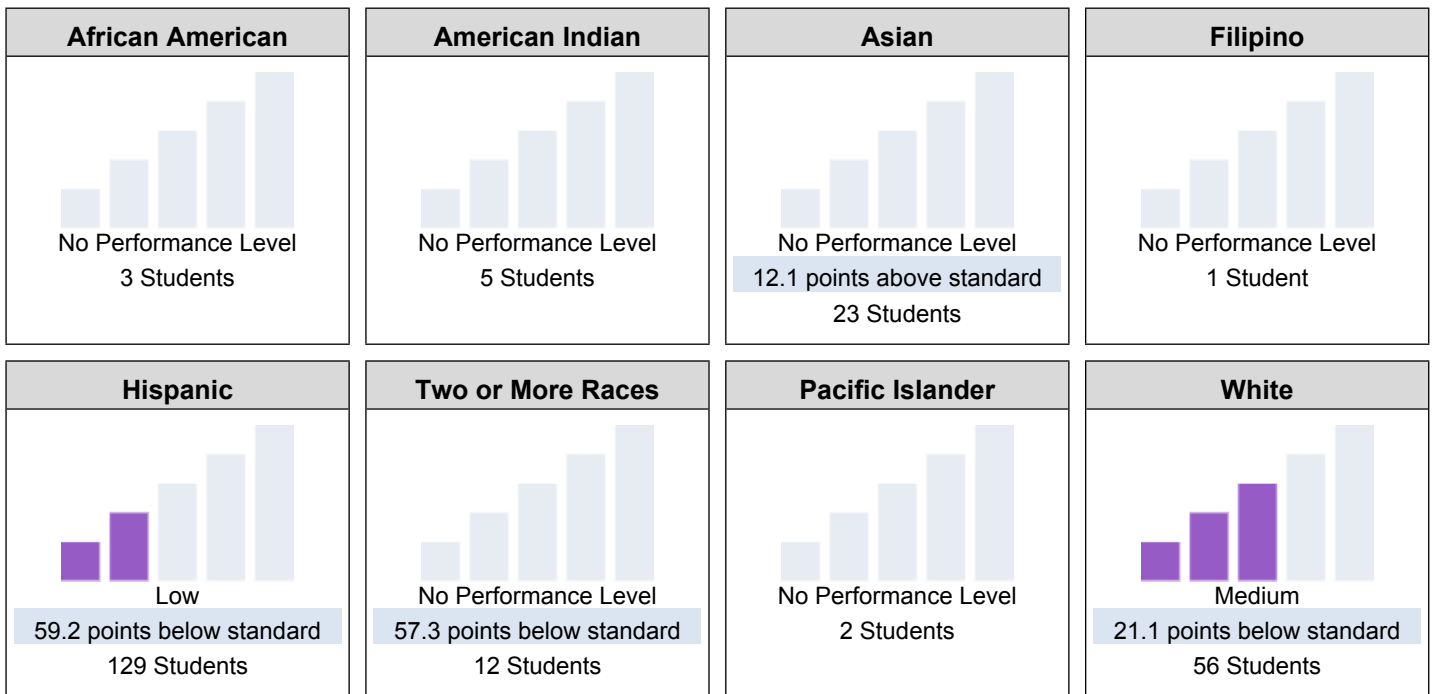 African American
No Performance Level
3 Students
American Indian
No Performance Level
5 Students
Asian
No Performance Level
12.1 points above standard
23 Students
Filipino
No Performance Level
1 Student
Hispanic
Low
59.2 points below standard
129 Students
Two or More Races
No Performance Level
57.3 points below standard
12 Students
Pacific Islander
No Performance Level
2 Students
White
Medium
21.1 points below standard
56 Students